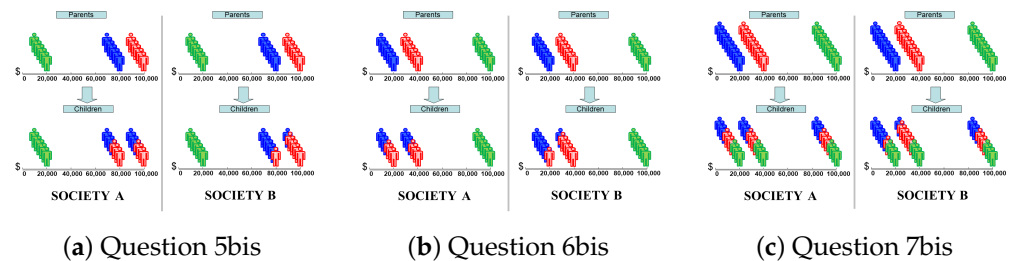 Parents Parents Parents Parents Parents Parents
$ $ $ $ $ $
0 20,000 40,000 60,000 80,000 100,000 0 20,000 40,000 60,000 80,000 100,000 0 20,000 40,000 60,000 80,000 100,000 0 20,000 40,000 60,000 80,000 100,000 0 20,000 40,000 60,000 80,000 100,000 0 20,000 40,000 60,000 80,000 100,000
Children Children Children Children Children Children
$ $ $ $ $ $
0 20,000 40,000 60,000 80,000 100,000 0 20,000 40,000 60,000 80,000 100,000 0 20,000 40,000 60,000 80,000 100,000 0 20,000 40,000 60,000 80,000 100,000 0 20,000 40,000 60,000 80,000 100,000 0 20,000 40,000 60,000 80,000 100,000
SOCIETY A SOCIETY B SOCIETY A SOCIETY B SOCIETY A SOCIETY B
(a) Question 5bis (b) Question 6bis (c) Question 7bis